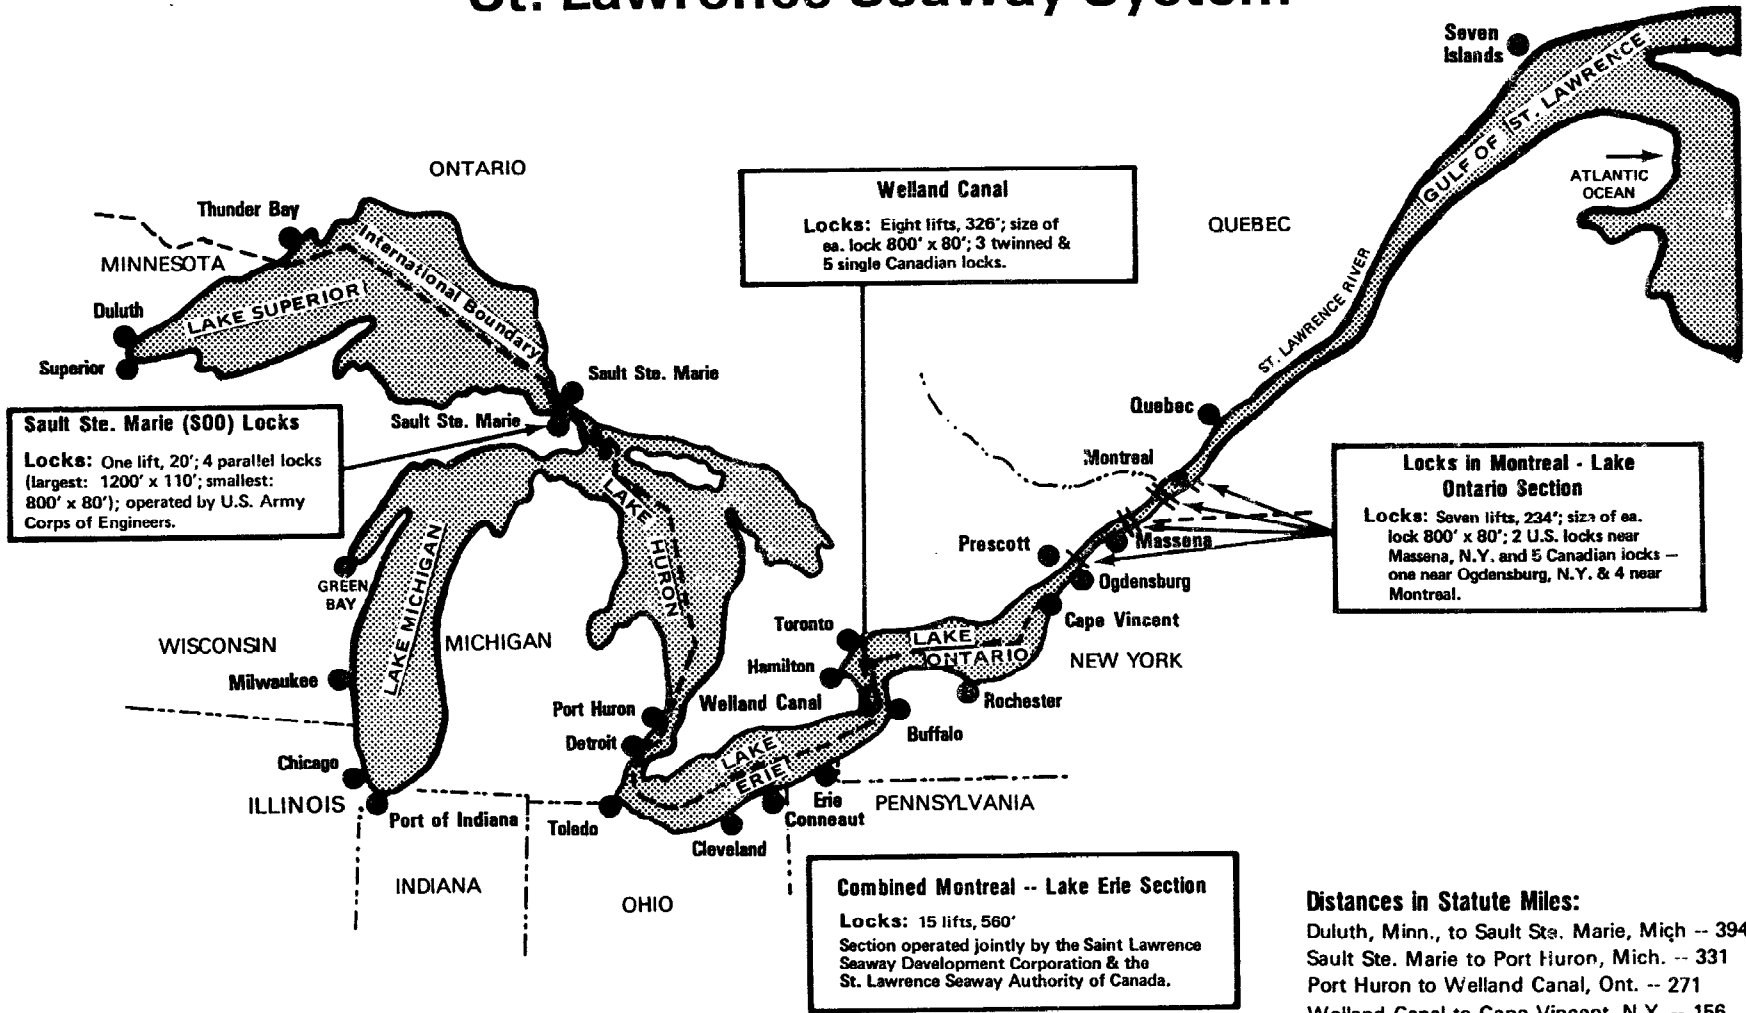 St. Lawrence Seaway System
Seven
Islands
GULF OF ST. LAWRENCE
ATLANTIC
OCEAN
ONTARIO
QUEBEC
Thunder Bay
International Boundary
MINNESOTA
LAKE SUPERIOR
Duluth
Superior
Welland Canal
Locks: Eight lifts, 326'; size of
ea. lock 800' x 80'; 3 twinned &
5 single Canadian locks.
ST. LAWRENCE RIVER
Sault Ste. Marie
Sault Ste. Marie
Sault Ste. Marie (SOO) Locks
Locks: One lift, 20'; 4 parallel locks
(largest: 1200' x 110'; smallest:
800' x 80'); operated by U.S. Army
Corps of Engineers.
Quebec
Montreal
Locks in Montreal - Lake
Ontario Section
Locks: Seven lifts, 234'; size of ea.
lock 800' x 80'; 2 U.S. locks near
Massena, N.Y. and 5 Canadian locks —
one near Ogdensburg, N.Y. & 4 near
Montreal.
Prescott
Massena
Ogdensburg
Cape Vincent
GREEN
BAY
LAKE MICHIGAN
LAKE HURON
WISCONSIN
MICHIGAN
Toronto
LAKE
ONTARIO
NEW YORK
Hamilton
Milwaukee
Port Huron
Welland Canal
Rochester
Detroit
Buffalo
LAKE
ERIE
Chicago
ILLINOIS
Port of Indiana
Toledo
Erie
Conneaut
PENNSYLVANIA
Cleveland
INDIANA
OHIO
Combined Montreal -- Lake Erie Section
Locks: 15 lifts, 560'
Section operated jointly by the Saint Lawrence
Seaway Development Corporation & the
St. Lawrence Seaway Authority of Canada.
Distances in Statute Miles:
Duluth, Minn., to Sault Ste. Marie, Mich -- 394
Sault Ste. Marie to Port Huron, Mich. -- 331
Port Huron to Welland Canal, Ont. -- 271
Welland Canal to Cape Vincent, N.Y. -- 156